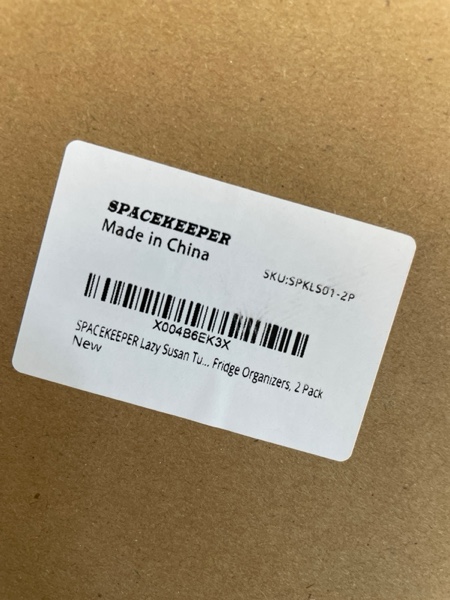 SPACEKEEPER
Made in China
SKU:SPKLS01-2P
X004B6EK3X
SPACEKEEPER Lazy Susan Tu... Fridge Organizers, 2 Pack
New